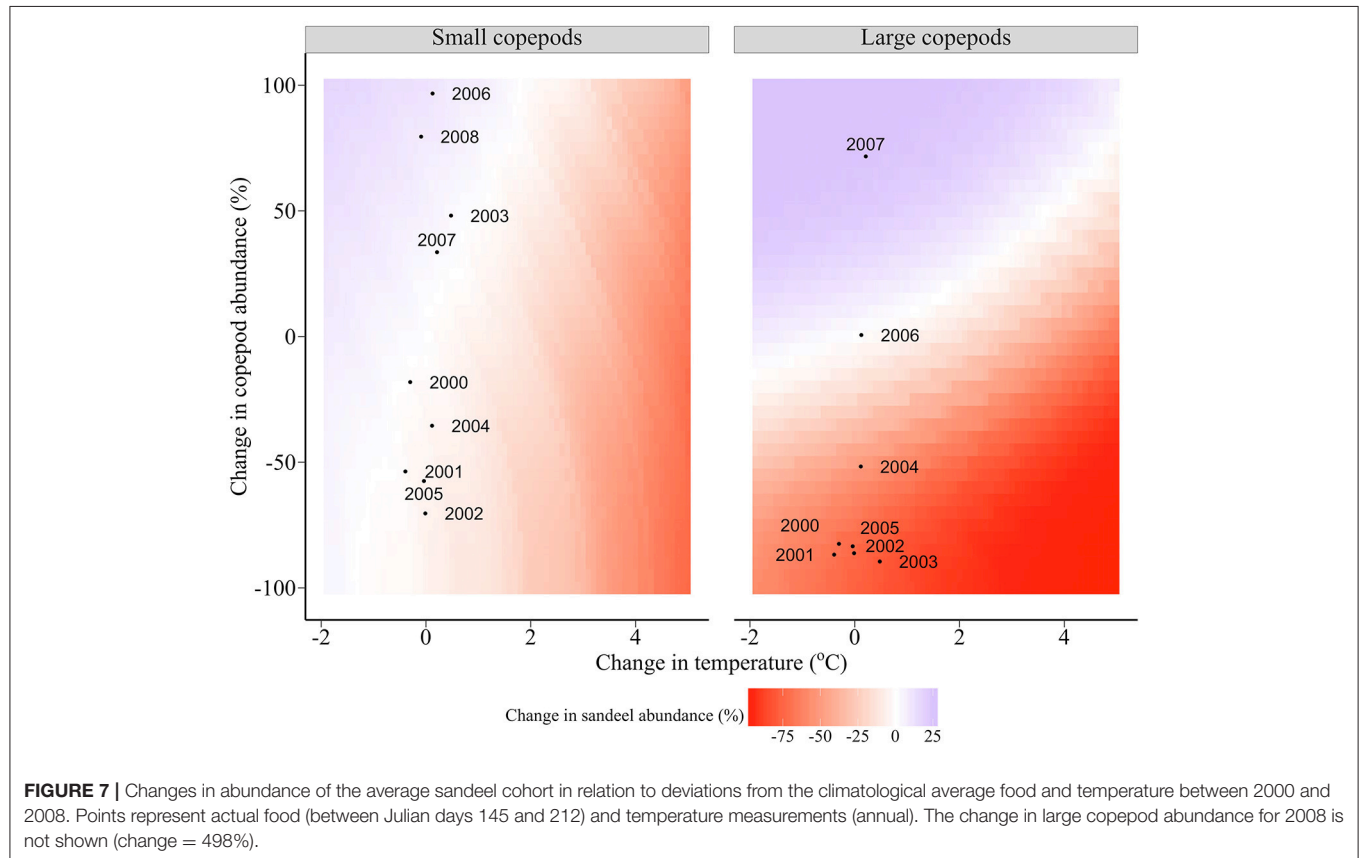 Small copepods
Large copepods
Change in copepod abundance (%)
100
50
0
-50
-100
2006
2008
2003
2007
2000
2004
2001
2005
2002
2007
2006
2004
2000
2005
2002
2001
2003
-2 0 2 4
-2 0 2 4
Change in temperature (°C)
Change in sandeel abundance (%)
-75 -50 -25 0 25
FIGURE 7 | Changes in abundance of the average sandeel cohort in relation to deviations from the climatological average food and temperature between 2000 and
2008. Points represent actual food (between Julian days 145 and 212) and temperature measurements (annual). The change in large copepod abundance for 2008 is
not shown (change = 498%).